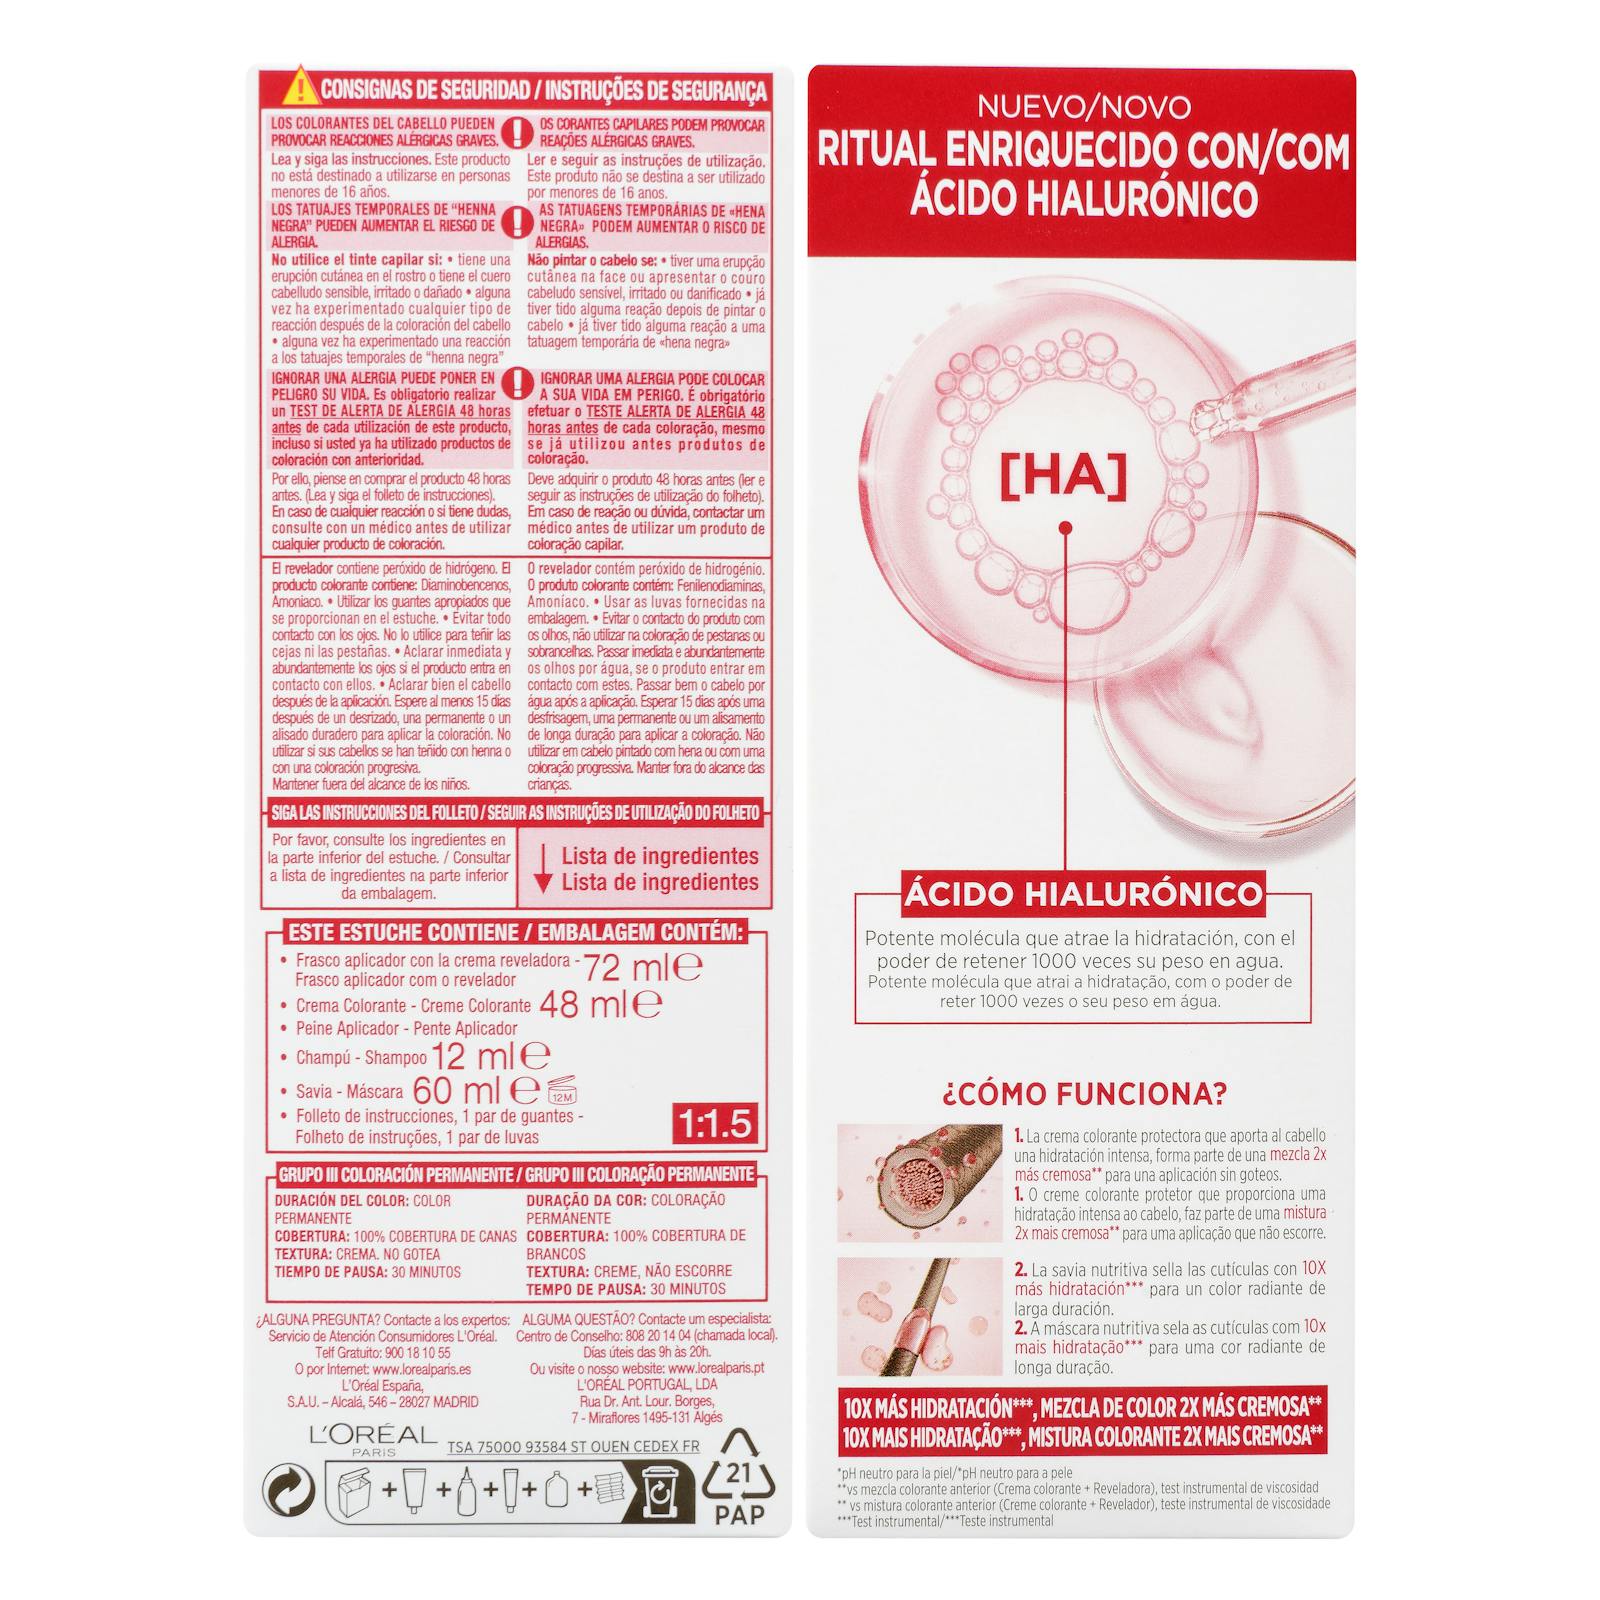 CONSIGNAS DE SEGURIDAD / INSTRUÇÕES DE SEGURANÇA
LOS COLORANTES DEL CABELLO PUEDEN
PROVOCAR REACCIONES ALÉRGICAS GRAVES.
Lea y siga las instrucciones. Este producto
no está destinado a utilizarse en personas
menores de 16 años.
LOS TATUAJES TEMPORALES DE "HENNA
NEGRA" PUEDEN AUMENTAR EL RIESGO DE
ALERGIA.
No utilice el tinte capilar si: • tiene una
erupción cutánea en el rostro o tiene el cuero
cabelludo sensible, irritado o dañado • alguna
vez ha experimentado cualquier tipo de
reacción después de la coloración del cabello
• alguna vez ha experimentado una reacción
a los tatuajes temporales de "henna negra"
IGNORAR UNA ALERGIA PUEDE PONER EN
PELIGRO SU VIDA. Es obligatorio realizar
un TEST DE ALERTA DE ALERGIA 48 horas
antes de cada utilización de este producto,
incluso si usted ya ha utilizado productos de
coloración con anterioridad.
Por ello, piense en comprar el producto 48 horas
antes. (Lea y siga el folleto de instrucciones).
En caso de cualquier reacción o si tiene dudas,
consulte con un médico antes de utilizar
cualquier producto de coloración.
OS CORANTES CAPILARES PODEM PROVOCAR
REAÇÕES ALÉRGICAS GRAVES.
Ler e seguir as instruções de utilização.
Este produto não se destina a ser utilizado
por menores de 16 anos.
AS TATUAGENS TEMPORÁRIAS DE «HENA
NEGRA» PODEM AUMENTAR O RISCO DE
ALERGIAS.
Não pintar o cabelo se: • tiver uma erupção
cutânea na face ou apresentar o couro
cabeludo sensível, irritado ou danificado • já
tiver tido alguma reação depois de pintar o
cabelo • já tiver tido alguma reação a uma
tatuagem temporária de «hena negra»
IGNORAR UMA ALERGIA PODE COLOCAR
A SUA VIDA EM PERIGO. É obrigatório
efetuar o TESTE ALERTA DE ALERGIA 48
horas antes de cada coloração, mesmo
se já utilizou antes produtos de
coloração.
Deve adquirir o produto 48 horas antes (ler e
seguir as instruções de utilização do folheto).
Em caso de reação ou dúvida, contactar um
médico antes de utilizar um produto de
coloração capilar.
El revelador contiene peróxido de hidrógeno. El
producto colorante contiene: Diaminobencenos,
Amoniaco. • Utilizar los guantes apropiados que
se proporcionan en el estuche. • Evitar todo
contacto con los ojos. No lo utilice para teñir las
cejas ni las pestañas. • Aclarar inmediata y
abundantemente los ojos si el producto entra en
contacto con ellos. • Aclarar bien el cabello
después de la aplicación. Espere al menos 15 días
después de un desrizado, una permanente o un
alisado duradero para aplicar la coloración. No
utilizar si sus cabellos se han teñido con henna o
con una coloración progresiva.
Mantener fuera del alcance de los niños.
O revelador contém peróxido de hidrogénio.
O produto colorante contém: Fenilenodiaminas,
Amoníaco. • Usar as luvas fornecidas na
embalagem. • Evitar o contacto do produto com
os olhos, não utilizar na coloração de pestanas ou
sobrancelhas. Passar imediata e abundantemente
os olhos por água, se o produto entrar em
contacto com estes. Passar bem o cabelo por
água após a aplicação. Esperar 15 dias após uma
desfrisagem, uma permanente ou um alisamento
de longa duração para aplicar a coloração. Não
utilizar em cabelo pintado com hena ou com uma
coloração progressiva. Manter fora do alcance das
crianças.
SIGA LAS INSTRUCCIONES DEL FOLLETO / SEGUIR AS INSTRUÇÕES DE UTILIZAÇÃO DO FOLHETO
Por favor, consulte los ingredientes en
la parte inferior del estuche. / Consultar
a lista de ingredientes na parte inferior
da embalagem.
Lista de ingredientes
Lista de ingredientes
ESTE ESTUCHE CONTIENE / EMBALAGEM CONTÉM:
• Frasco aplicador con la crema reveladora - 72 ml℮
Frasco aplicador com o revelador
• Crema Colorante - Creme Colorante 48 ml℮
• Peine Aplicador - Pente Aplicador
• Champú - Shampoo 12 ml℮
• Savia - Máscara 60 ml℮ 12M
• Folleto de instrucciones, 1 par de guantes -
Folheto de instruções, 1 par de luvas
1:1.5
GRUPO III COLORACIÓN PERMANENTE / GRUPO III COLORAÇÃO PERMANENTE
DURACIÓN DEL COLOR: COLOR
PERMANENTE
COBERTURA: 100% COBERTURA DE CANAS
TEXTURA: CREMA. NO GOTEA
TIEMPO DE PAUSA: 30 MINUTOS
DURAÇÃO DA COR: COLORAÇÃO
PERMANENTE
COBERTURA: 100% COBERTURA DE
BRANCOS
TEXTURA: CREME, NÃO ESCORRE
TEMPO DE PAUSA: 30 MINUTOS
¿ALGUNA PREGUNTA? Contacte a los expertos:
Servicio de Atención Consumidores L'Oréal.
Telf Gratuito: 900 18 10 55
O por Internet: www.lorealparis.es
L'Oréal España,
S.A.U. – Alcalá, 546 – 28027 MADRID
ALGUMA QUESTÃO? Contacte um especialista:
Centro de Conselho: 808 20 14 04 (chamada local).
Días úteis das 9h às 20h.
Ou visite o nosso website: www.lorealparis.pt
L'ORÉAL PORTUGAL, LDA
Rua Dr. Ant. Lour. Borges,
7 - Miraflores 1495-131 Algés
L'ORÉAL
PARIS
TSA 75000 93584 ST OUEN CEDEX FR
+ + + + +
21
PAP
NUEVO/NOVO
RITUAL ENRIQUECIDO CON/COM
ÁCIDO HIALURÓNICO
[HA]
ÁCIDO HIALURÓNICO
Potente molécula que atrae la hidratación, con el
poder de retener 1000 veces su peso en agua.
Potente molécula que atrai a hidratação, com o poder de
reter 1000 vezes o seu peso em água.
¿CÓMO FUNCIONA?
1. La crema colorante protectora que aporta al cabello
una hidratación intensa, forma parte de una mezcla 2x
más cremosa** para una aplicación sin goteos.
1. O creme colorante protetor que proporciona uma
hidratação intensa ao cabelo, faz parte de uma mistura
2x mais cremosa** para uma aplicação que não escorre.
2. La savia nutritiva sella las cutículas con 10X
más hidratación*** para un color radiante de
larga duración.
2. A máscara nutritiva sela as cutículas com 10x
mais hidratação*** para uma cor radiante de
longa duração.
10X MÁS HIDRATACIÓN***, MEZCLA DE COLOR 2X MÁS CREMOSA**
10X MAIS HIDRATAÇÃO***, MISTURA COLORANTE 2X MAIS CREMOSA**
*pH neutro para la piel/*pH neutro para a pele
**vs mezcla colorante anterior (Crema colorante + Reveladora), test instrumental de viscosidad
** vs mistura colorante anterior (Creme colorante + Revelador), teste instrumental de viscosidade
***Test instrumental/***Teste instrumental